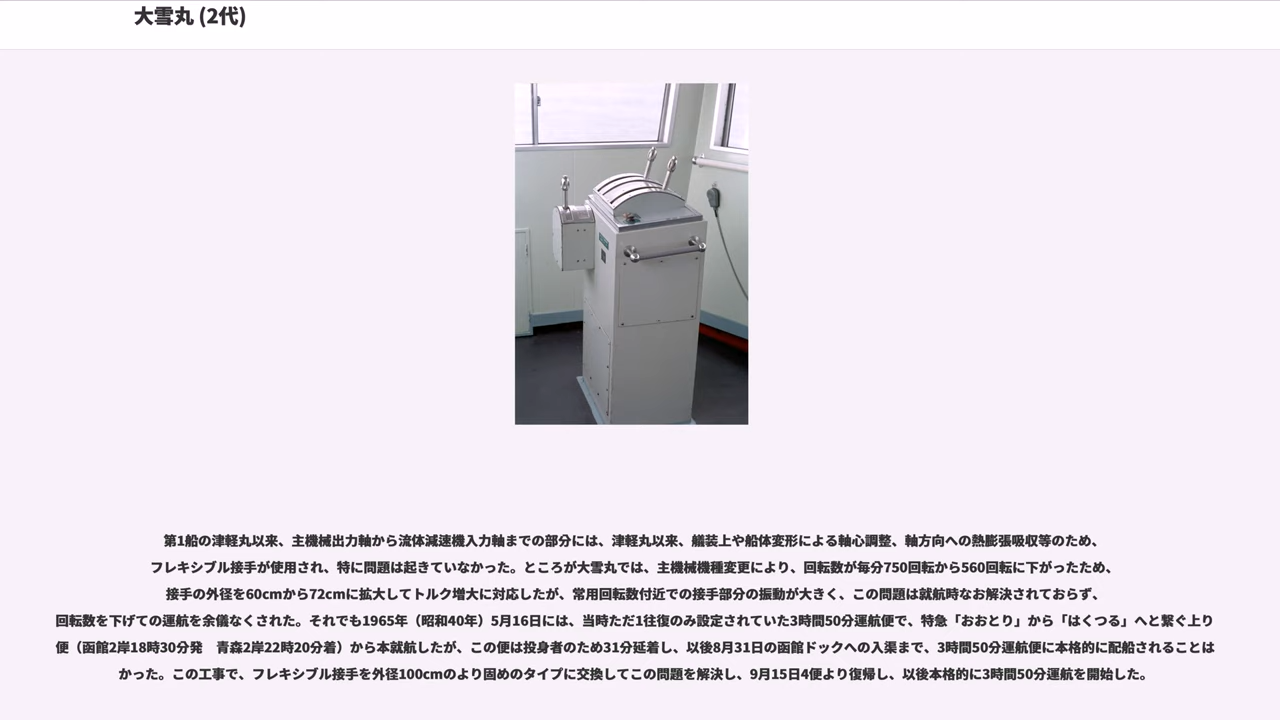 大雪丸 (2代)
第1船の津軽丸以来、主機械出力軸から流体減速機入力軸までの部分には、津軽丸以来、艤装上や船体変形による軸心調整、軸方向への熱膨張吸収等のため、
フレキシブル接手が使用され、特に問題は起きていなかった。ところが大雪丸では、主機械機種変更により、回転数が毎分750回転から560回転に下がったため、
接手の外径を60cmから72cmに拡大してトルク増大に対応したが、常用回転数付近での接手部分の振動が大きく、この問題は就航時なお解決されておらず、
回転数を下げての運航を余儀なくされた。それでも1965年（昭和40年）5月16日には、当時ただ1往復のみ設定されていた3時間50分運航便で、特急「おおとり」から「はくつる」へと繋ぐ上り
便（函館2岸18時30分発　青森2岸22時20分着）から本就航したが、この便は投身者のため31分延着し、以後8月31日の函館ドックへの入渠まで、3時間50分運航便に本格的に配船されることは
かった。この工事で、フレキシブル接手を外径100cmのより固めのタイプに交換してこの問題を解決し、9月15日4便より復帰し、以後本格的に3時間50分運航を開始した。